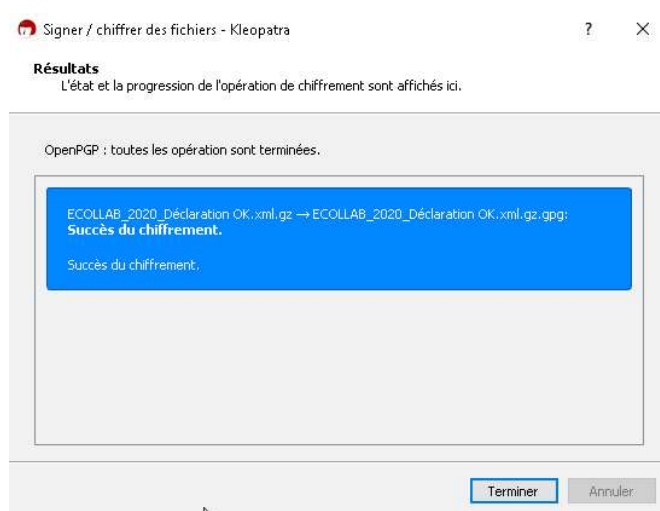 Signer / chiffrer des fichiers - Kleopatra
?
Résultats
L'état et la progression de l'opération de chiffrement sont affichés ici.
OpenPGP : toutes les opération sont terminées.
ECOLLAB_2020_Déclaration OK.xml.gz → ECOLLAB_2020_Déclaration OK.xml.gz.gpg:
Succès du chiffrement.
Succès du chiffrement.
Terminer
Annuler